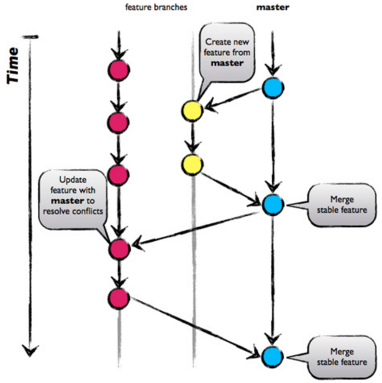 feature branches
master
Time
Create new
feature from
master
Update
feature with
master to
resolve conflicts
Merge
stable feature
Merge
stable feature